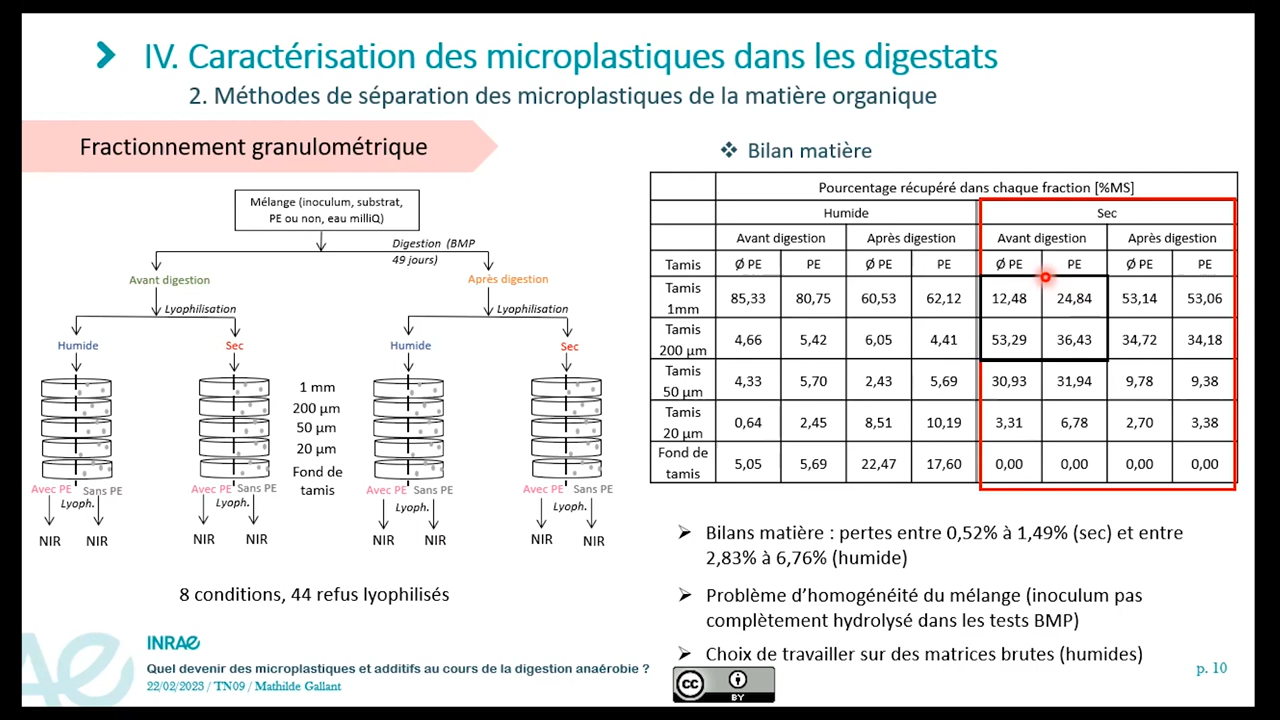 IV. Caractérisation des microplastiques dans les digestats
2. Méthodes de séparation des microplastiques de la matière organique
Fractionnement granulométrique
Mélange (inoculum, substrat,
PE ou non, eau milliQ)
Digestion (BMP
49 jours)
Avant digestion
Après digestion
Lyophilisation
Lyophilisation
Humide
Sec
Humide
Sec
1 mm
200 µm
50 µm
20 µm
Fond de
tamis
Avec PE Sans PE
Avec PE Sans PE
Avec PE Sans PE
Avec PE Sans PE
Lyoph.
Lyoph.
Lyoph.
Lyoph.
NIR NIR NIR NIR NIR NIR NIR NIR
8 conditions, 44 refus lyophilisés
Bilan matière
Pourcentage récupéré dans chaque fraction [%MS]
Humide Sec
Avant digestion Après digestion Avant digestion Après digestion
Tamis Ø PE PE Ø PE PE Ø PE PE Ø PE PE
Tamis
1mm 85,33 80,75 60,53 62,12 12,48 24,84 53,14 53,06
Tamis
200 µm 4,66 5,42 6,05 4,41 53,29 36,43 34,72 34,18
Tamis
50 µm 4,33 5,70 2,43 5,69 30,93 31,94 9,78 9,38
Tamis
20 µm 0,64 2,45 8,51 10,19 3,31 6,78 2,70 3,38
Fond de
tamis 5,05 5,69 22,47 17,60 0,00 0,00 0,00 0,00
Bilans matière : pertes entre 0,52% à 1,49% (sec) et entre
2,83% à 6,76% (humide)
Problème d'homogénéité du mélange (inoculum pas
complètement hydrolysé dans les tests BMP)
Choix de travailler sur des matrices brutes (humides)
INRAE
Quel devenir des microplastiques et additifs au cours de la digestion anaérobie ?
22/02/2023 / TN09 / Mathilde Gallant
cc
BY
p. 10